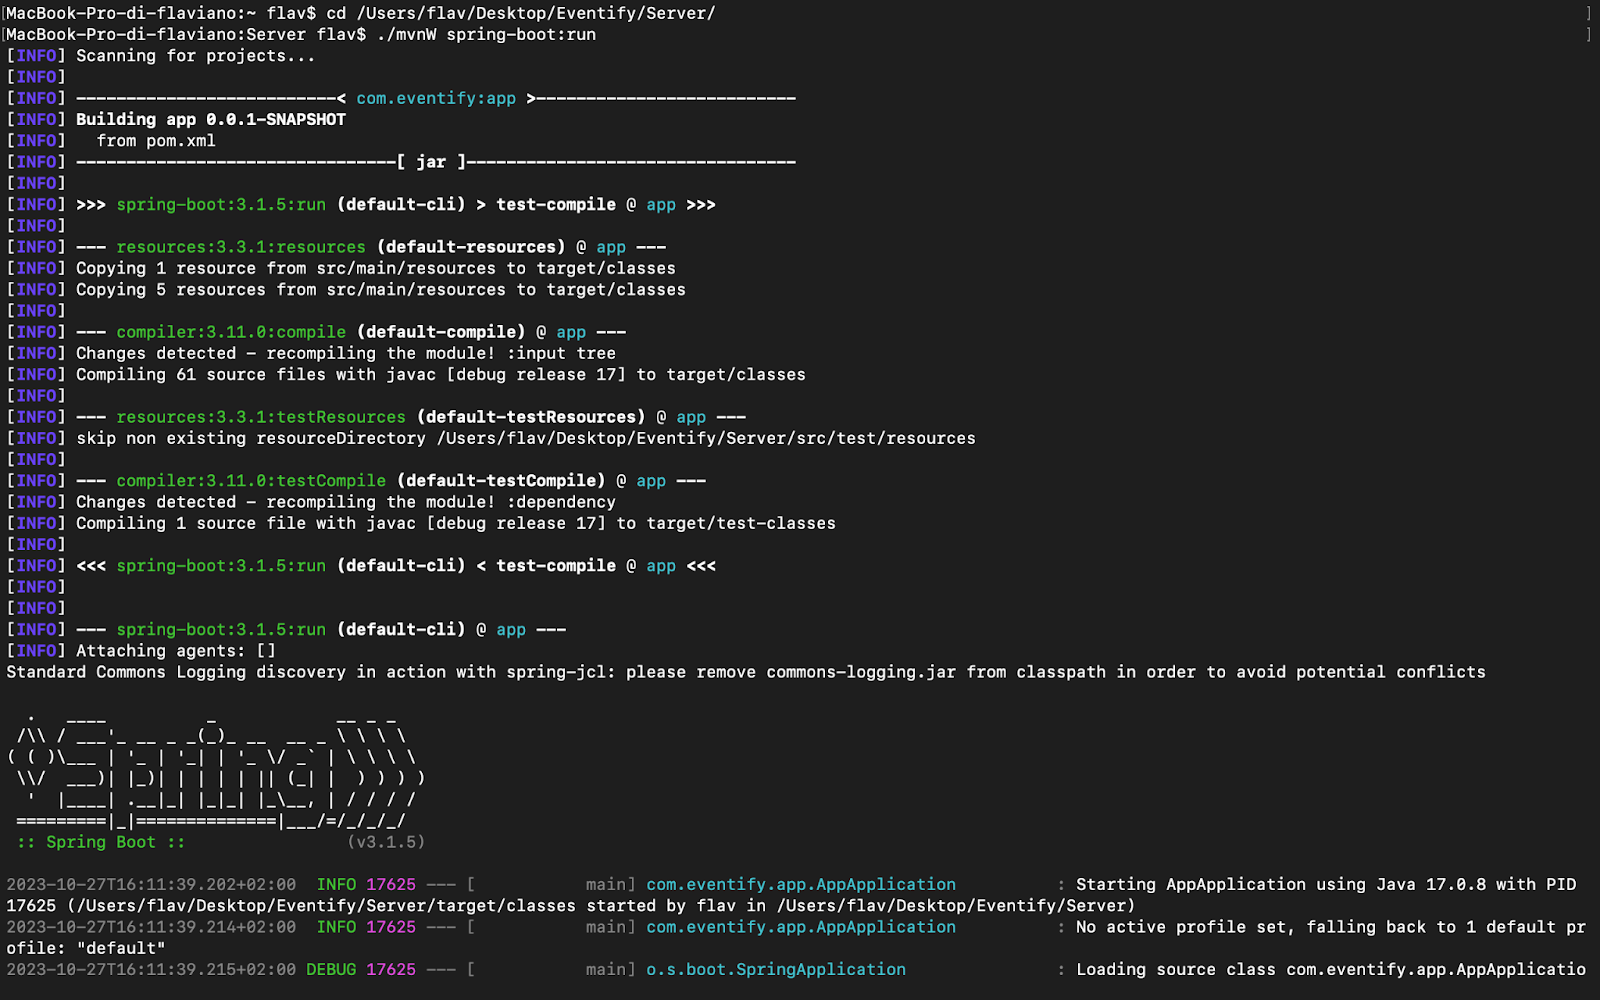 [MacBook-Pro-di-flaviano:~ flav$ cd /Users/flav/Desktop/Eventify/Server/ ]
[MacBook-Pro-di-flaviano:Server flav$ ./mvnW spring-boot:run ]
[INFO] Scanning for projects...
[INFO]
[INFO] --------------------------< com.eventify:app >--------------------------
[INFO] Building app 0.0.1-SNAPSHOT
[INFO]   from pom.xml
[INFO] --------------------------------[ jar ]---------------------------------
[INFO]
[INFO] >>> spring-boot:3.1.5:run (default-cli) > test-compile @ app >>>
[INFO]
[INFO] --- resources:3.3.1:resources (default-resources) @ app ---
[INFO] Copying 1 resource from src/main/resources to target/classes
[INFO] Copying 5 resources from src/main/resources to target/classes
[INFO]
[INFO] --- compiler:3.11.0:compile (default-compile) @ app ---
[INFO] Changes detected - recompiling the module! :input tree
[INFO] Compiling 61 source files with javac [debug release 17] to target/classes
[INFO]
[INFO] --- resources:3.3.1:testResources (default-testResources) @ app ---
[INFO] skip non existing resourceDirectory /Users/flav/Desktop/Eventify/Server/src/test/resources
[INFO]
[INFO] --- compiler:3.11.0:testCompile (default-testCompile) @ app ---
[INFO] Changes detected - recompiling the module! :dependency
[INFO] Compiling 1 source file with javac [debug release 17] to target/test-classes
[INFO]
[INFO] <<< spring-boot:3.1.5:run (default-cli) < test-compile @ app <<<
[INFO]
[INFO]
[INFO] --- spring-boot:3.1.5:run (default-cli) @ app ---
[INFO] Attaching agents: []
Standard Commons Logging discovery in action with spring-jcl: please remove commons-logging.jar from classpath in order to avoid potential conflicts

  .   ____          _            __ _ _
 /\\ / ___'_ __ _ _(_)_ __  __ _ \ \ \ \
( ( )\___ | '_ | '_| | '_ \/ _` | \ \ \ \
 \\/  ___)| |_)| | | | | || (_| |  ) ) ) )
  '  |____| .__|_| |_|_| |_\__, | / / / /
 =========|_|==============|___/=/_/_/_/
 :: Spring Boot ::                (v3.1.5)

2023-10-27T16:11:39.202+02:00  INFO 17625 --- [           main] com.eventify.app.AppApplication          : Starting AppApplication using Java 17.0.8 with PID
17625 (/Users/flav/Desktop/Eventify/Server/target/classes started by flav in /Users/flav/Desktop/Eventify/Server)
2023-10-27T16:11:39.214+02:00  INFO 17625 --- [           main] com.eventify.app.AppApplication          : No active profile set, falling back to 1 default pr
ofile: "default"
2023-10-27T16:11:39.215+02:00 DEBUG 17625 --- [           main] o.s.boot.SpringApplication               : Loading source class com.eventify.app.AppApplicatio